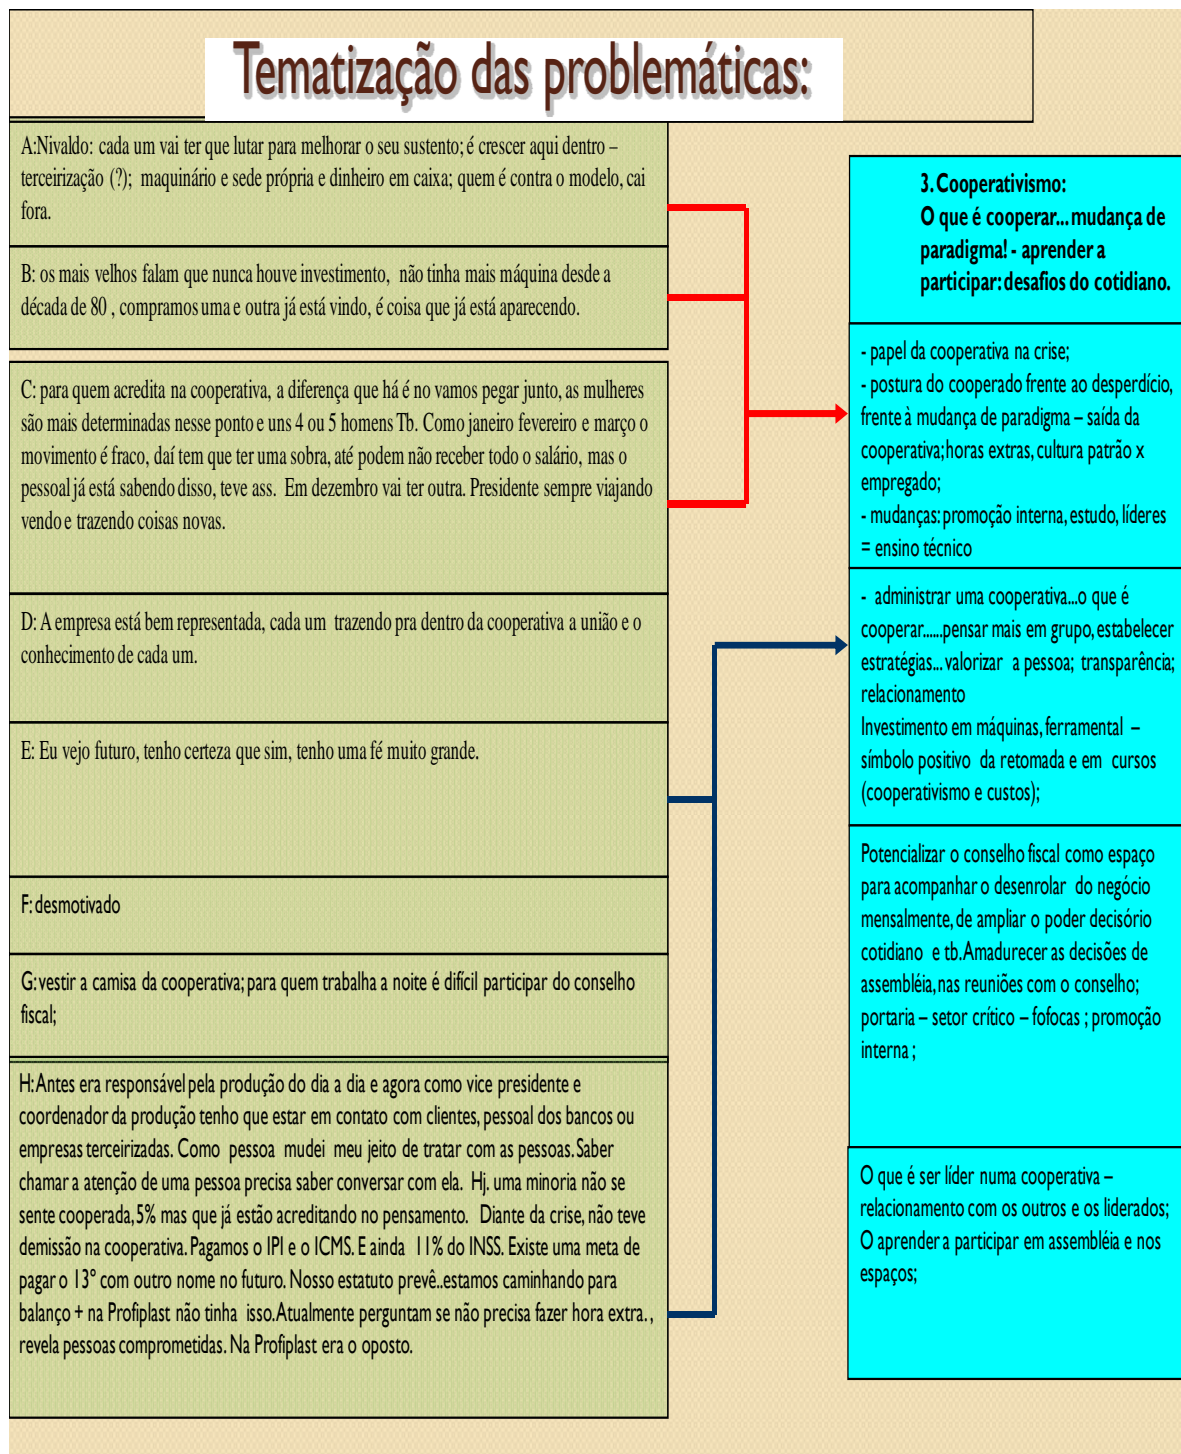 Tematização das problemáticas:
A:Nivaldo: cada um vai ter que lutar para melhorar o seu sustento; é crescer aqui dentro –
terceirização (?); maquinário e sede própria e dinheiro em caixa; quem é contra o modelo, cai
fora.
B: os mais velhos falam que nunca houve investimento, não tinha mais máquina desde a
década de 80 , compramos uma e outra já está vindo, é coisa que já está aparecendo.
C: para quem acredita na cooperativa, a diferença que há é no vamos pegar junto, as mulheres
são mais determinadas nesse ponto e uns 4 ou 5 homens Tb. Como janeiro fevereiro e março o
movimento é fraco, daí tem que ter uma sobra, até podem não receber todo o salário, mas o
pessoal já está sabendo disso, teve ass. Em dezembro vai ter outra. Presidente sempre viajando
vendo e trazendo coisas novas.
D: A empresa está bem representada, cada um trazendo pra dentro da cooperativa a união e o
conhecimento de cada um.
E: Eu vejo futuro, tenho certeza que sim, tenho uma fé muito grande.
F: desmotivado
G: vestir a camisa da cooperativa; para quem trabalha a noite é difícil participar do conselho
fiscal;
H: Antes era responsável pela produção do dia a dia e agora como vice presidente e
coordenador da produção tenho que estar em contato com clientes, pessoal dos bancos ou
empresas terceirizadas. Como pessoa mudei meu jeito de tratar com as pessoas. Saber
chamar a atenção de uma pessoa precisa saber conversar com ela. Hj. uma minoria não se
sente cooperada, 5% mas que já estão acreditando no pensamento. Diante da crise, não teve
demissão na cooperativa. Pagamos o IPI e o ICMS. E ainda 11% do INSS. Existe uma meta de
pagar o 13° com outro nome no futuro. Nosso estatuto prevê..estamos caminhando para
balanço + na Profiplast não tinha isso. Atualmente perguntam se não precisa fazer hora extra. ,
revela pessoas comprometidas. Na Profiplast era o oposto.
3. Cooperativismo:
O que é cooperar... mudança de
paradigma! - aprender a
participar: desafios do cotidiano.
- papel da cooperativa na crise;
- postura do cooperado frente ao desperdício,
frente à mudança de paradigma – saída da
cooperativa; horas extras, cultura patrão x
empregado;
- mudanças: promoção interna, estudo, líderes
= ensino técnico
- administrar uma cooperativa...o que é
cooperar......pensar mais em grupo, estabelecer
estratégias... valorizar a pessoa; transparência;
relacionamento
Investimento em máquinas, ferramental –
símbolo positivo da retomada e em cursos
(cooperativismo e custos);
Potencializar o conselho fiscal como espaço
para acompanhar o desenrolar do negócio
mensalmente, de ampliar o poder decisório
cotidiano e tb. Amadurecer as decisões de
assembléia, nas reuniões com o conselho;
portaria – setor crítico – fofocas ; promoção
interna ;
O que é ser líder numa cooperativa –
relacionamento com os outros e os liderados;
O aprender a participar em assembléia e nos
espaços;